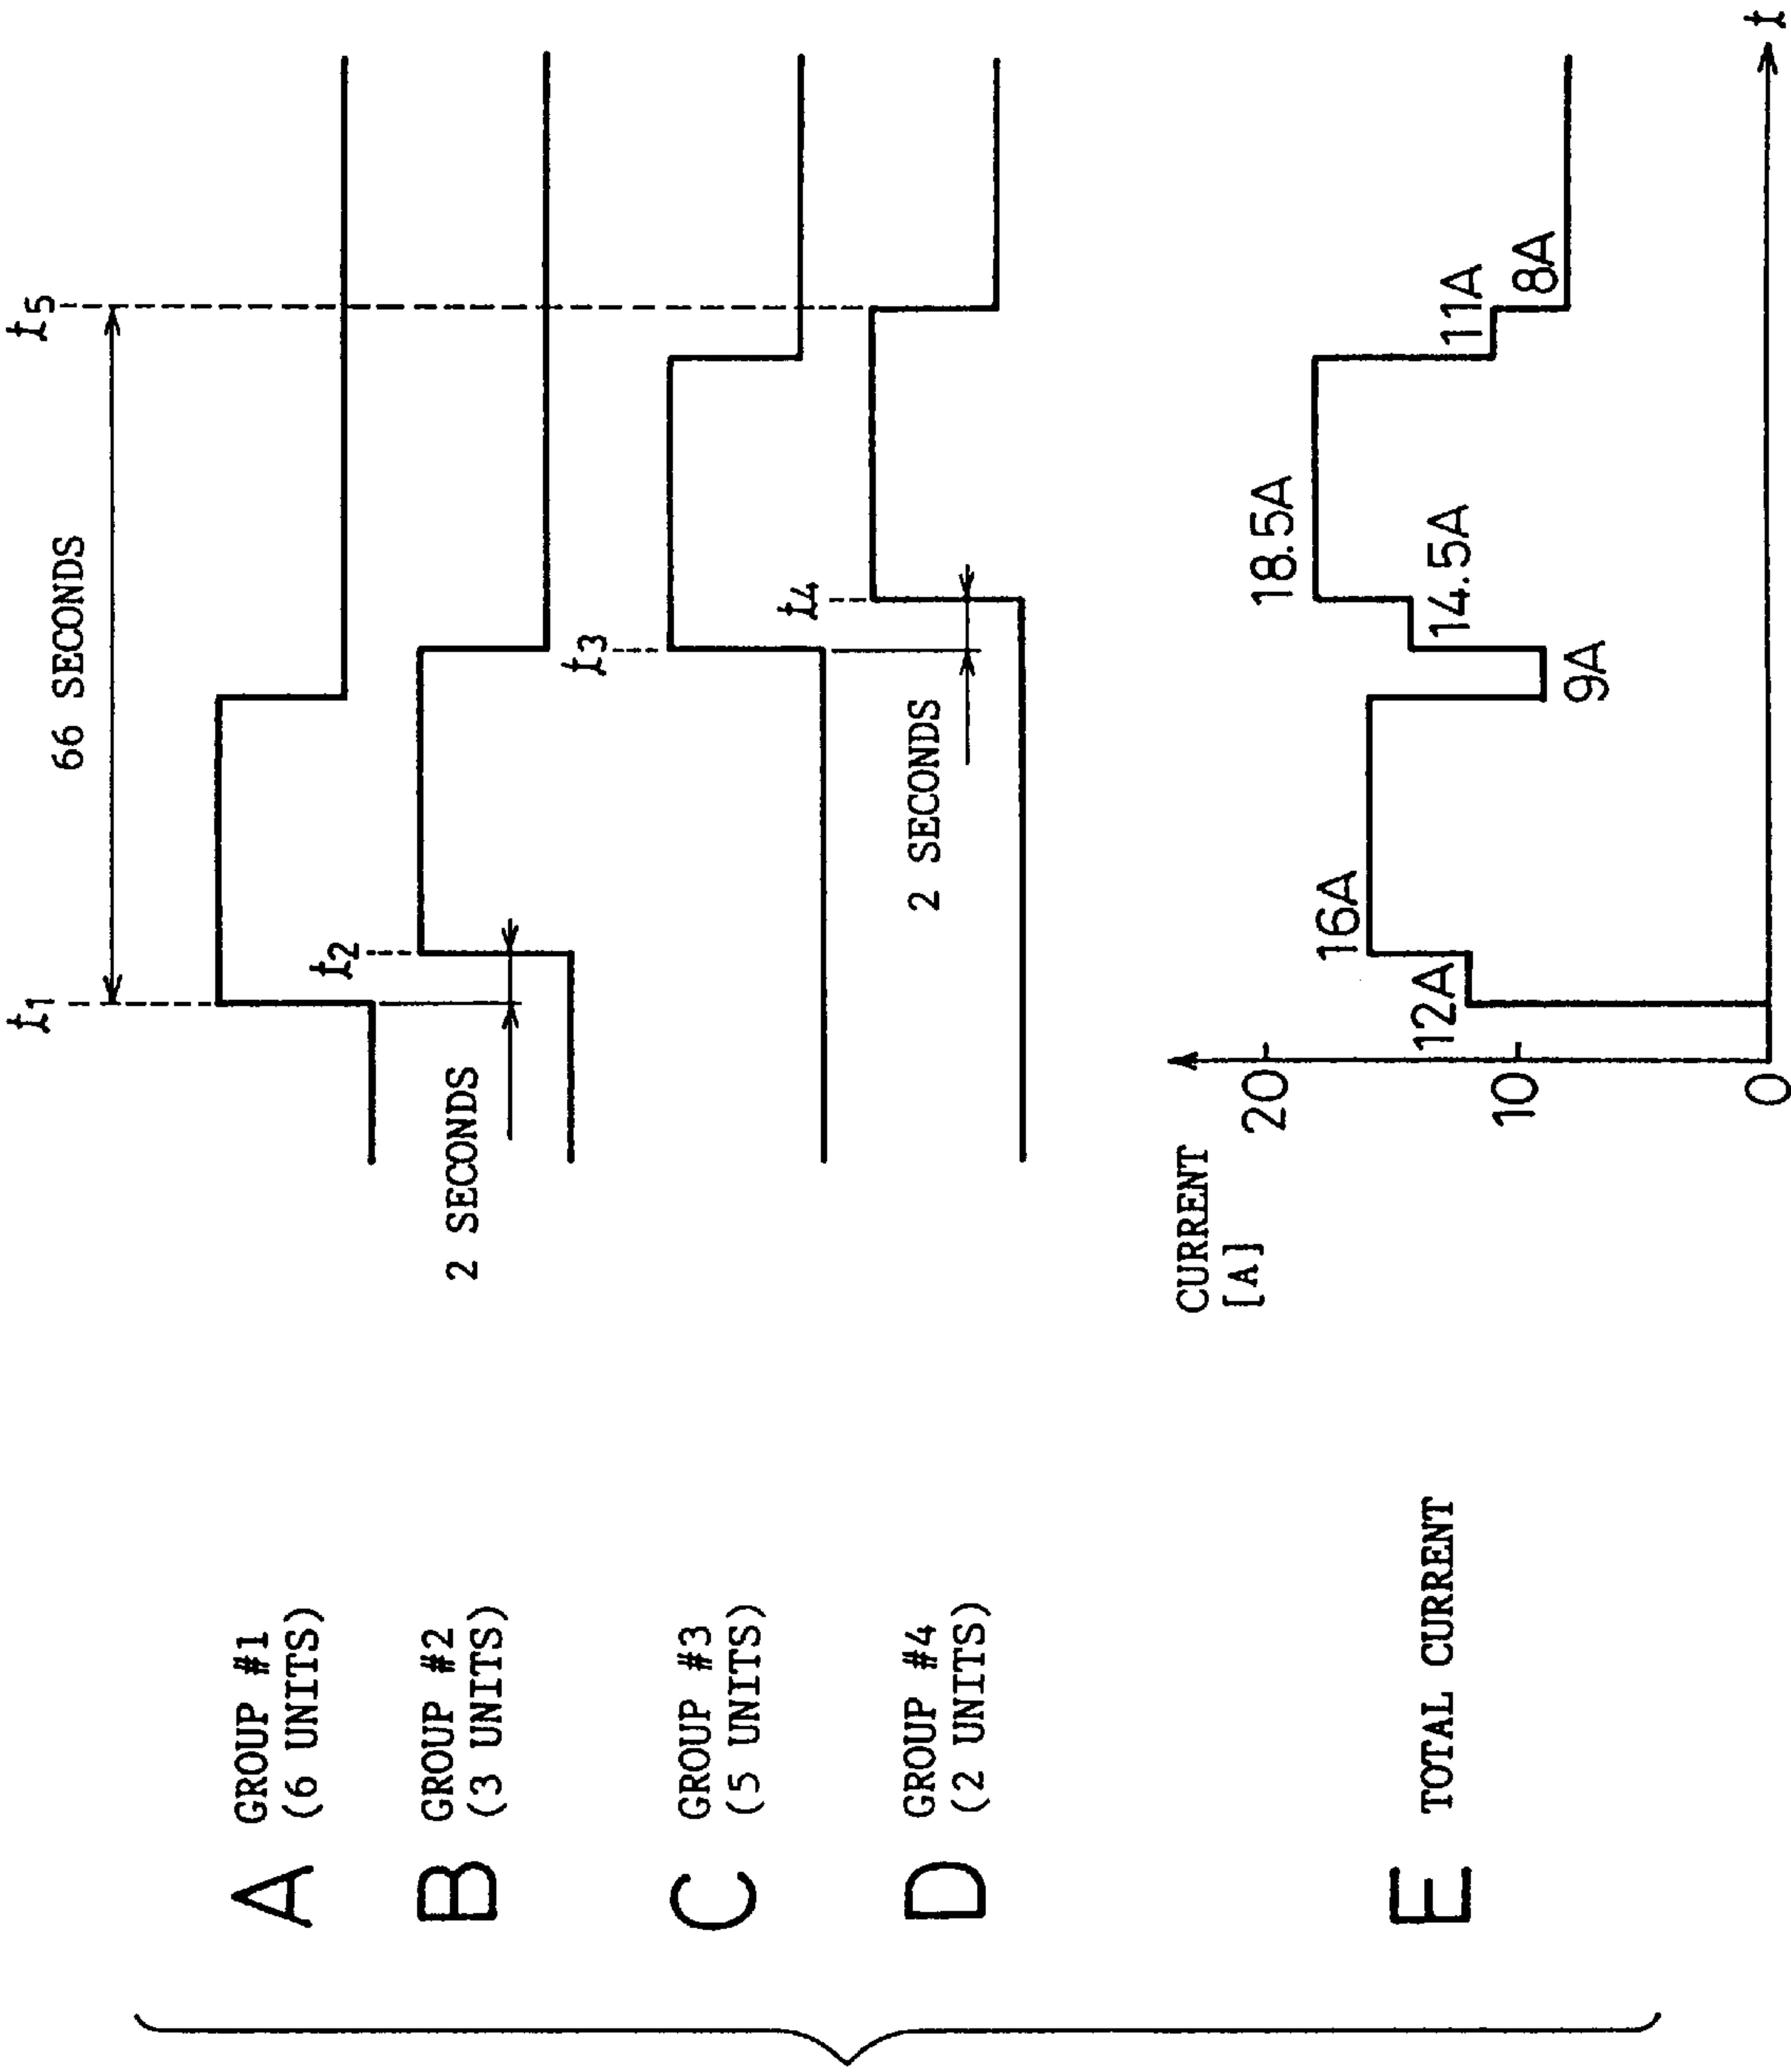 t1
t5
66 SECONDS
A GROUP #1
(6 UNITS)
t2
2 SECONDS
B GROUP #2
(3 UNITS)
t3
C GROUP #3
(5 UNITS)
t4
2 SECONDS
D GROUP #4
(2 UNITS)
CURRENT
[A]
20
10
0
E TOTAL CURRENT
12A
16A
9A
14.5A
18.5A
11A
8A
t